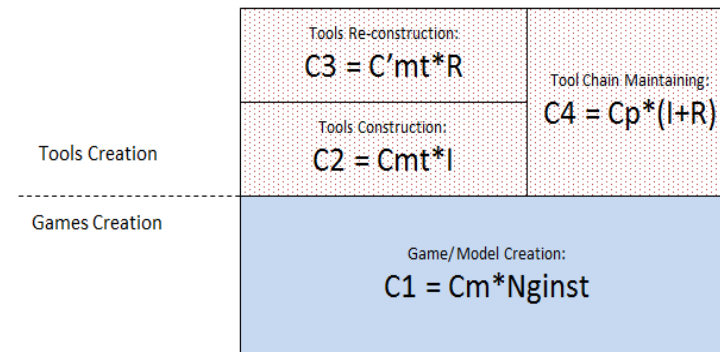 Tools Re-construction:
C3 = C’mt*R
Tool Chain Maintaining:
C4 = Cp*(I+R)
Tools Construction:
C2 = Cmt*I
Tools Creation
Games Creation
Game/Model Creation:
C1 = Cm*Nginst